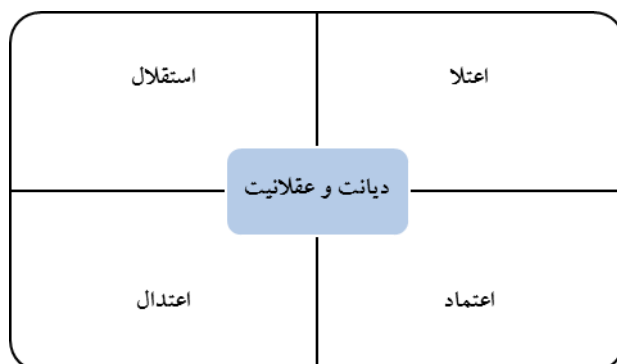 اعتلا
استقلال
دیانت و عقلانیت
اعتماد
اعتدال